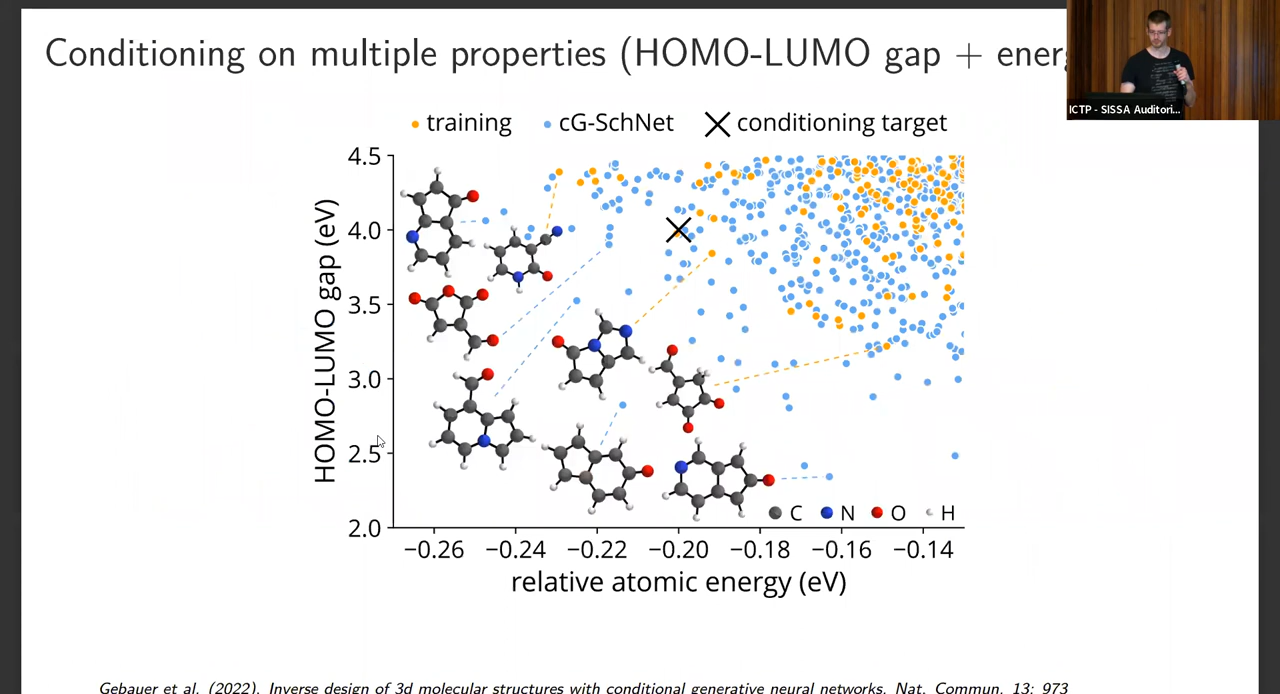 Conditioning on multiple properties (HOMO-LUMO gap + energ
ICTP - SISSA Auditori...
training
cG-SchNet
conditioning target
HOMO-LUMO gap (eV)
4.5
4.0
3.5
3.0
2.5
2.0
C N O H
−0.26 −0.24 −0.22 −0.20 −0.18 −0.16 −0.14
relative atomic energy (eV)
Gebauer et al. (2022). Inverse design of 3d molecular structures with conditional generative neural networks. Nat. Commun. 13: 973